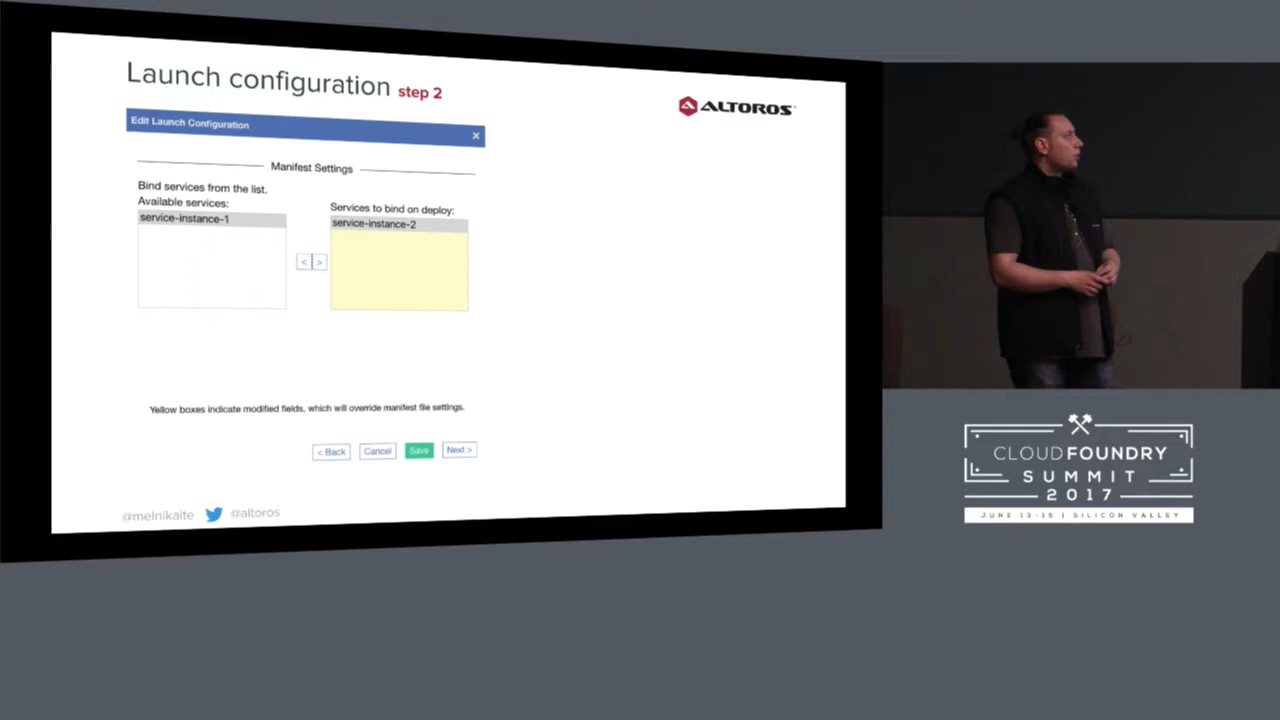 Launch configuration step 2
ALTOROS
Edit Launch Configuration ×
Manifest Settings
Bind services from the list.
Available services:
service-instance-1
< >
Services to bind on deploy:
service-instance-2
Yellow boxes indicate modified fields, which will override manifest file settings.
< Back Cancel Save Next >
@melnikaite @altoros
CLOUD FOUNDRY
SUMMIT
2017
JUNE 13-15 | SILICON VALLEY